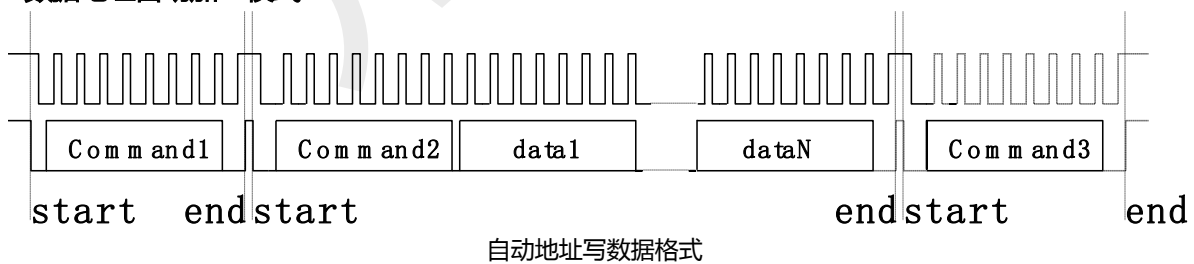 Command1 Command2 data1 dataN Command3
start end start end start end
自动地址写数据格式